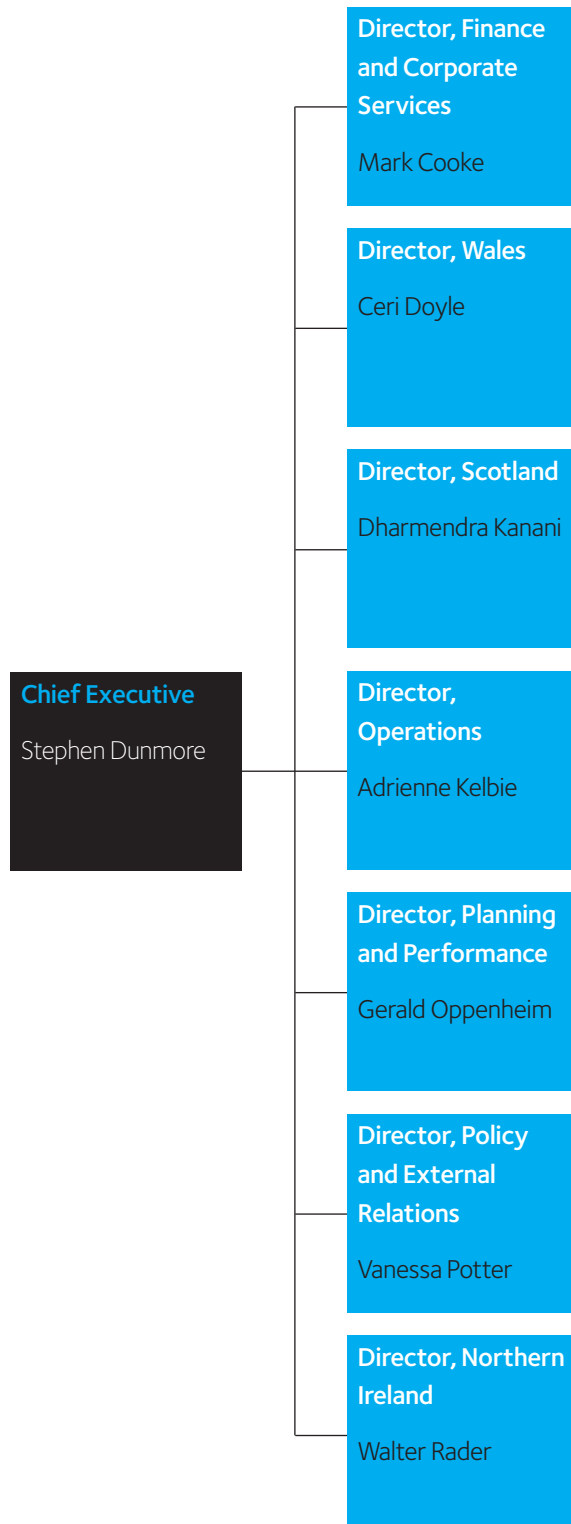 Director, Finance
and Corporate
Services
Mark Cooke
Director, Wales
Ceri Doyle
Director, Scotland
Dharmendra Kanani
Chief Executive
Stephen Dunmore
Director,
Operations
Adrienne Kelbie
Director, Planning
and Performance
Gerald Oppenheim
Director, Policy
and External
Relations
Vanessa Potter
Director, Northern
Ireland
Walter Rader